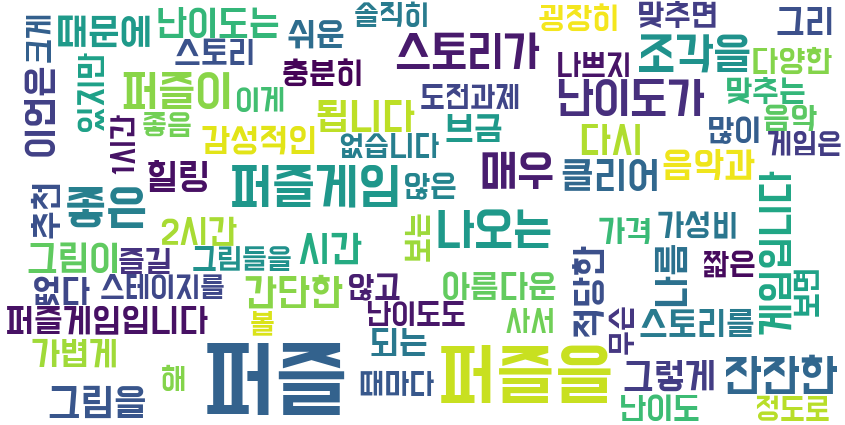 크게
때문에
난이도는
솔직히
굉장히
맞추면
그리
스토리
쉬운
스토리가
조각을
나쁘지
다양한
이언은
있지만
퍼즐이
이게
충분히
도전과제
난이도가
맞추는
좋음
됩니다
브금
음악
1시간
감성적인
없습니다
다시
많이
게임은
추천
좋은
힐링
퍼즐게임
않은
매우
클리어
음악과
2시간
보는
나오는
가격
가성비
게임입니다
그림이
즐길
그림들을
시간
적당한
나름
짧은
보면
없다
스테이지를
간단한
않고
아름다운
퍼즐게임입니다
볼
난이도도
사서
무슨
스토리를
가볍게
되는
해
퍼즐
때마다
퍼즐을
그렇게
잔잔한
그림을
난이도
정도로